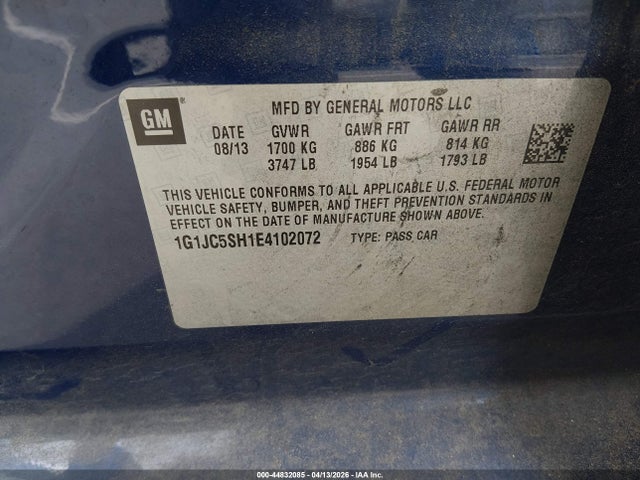 GM
MFD BY GENERAL MOTORS LLC
DATE GVWR GAWR FRT GAWR RR
08/13 1700 KG 886 KG 814 KG
3747 LB 1954 LB 1793 LB
THIS VEHICLE CONFORMS TO ALL APPLICABLE U.S. FEDERAL MOTOR
VEHICLE SAFETY, BUMPER, AND THEFT PREVENTION STANDARDS IN
EFFECT ON THE DATE OF MANUFACTURE SHOWN ABOVE.
1G1JC5SH1E4102072 TYPE: PASS CAR
000-44832085 - 04/13/2026 - IAA Inc.